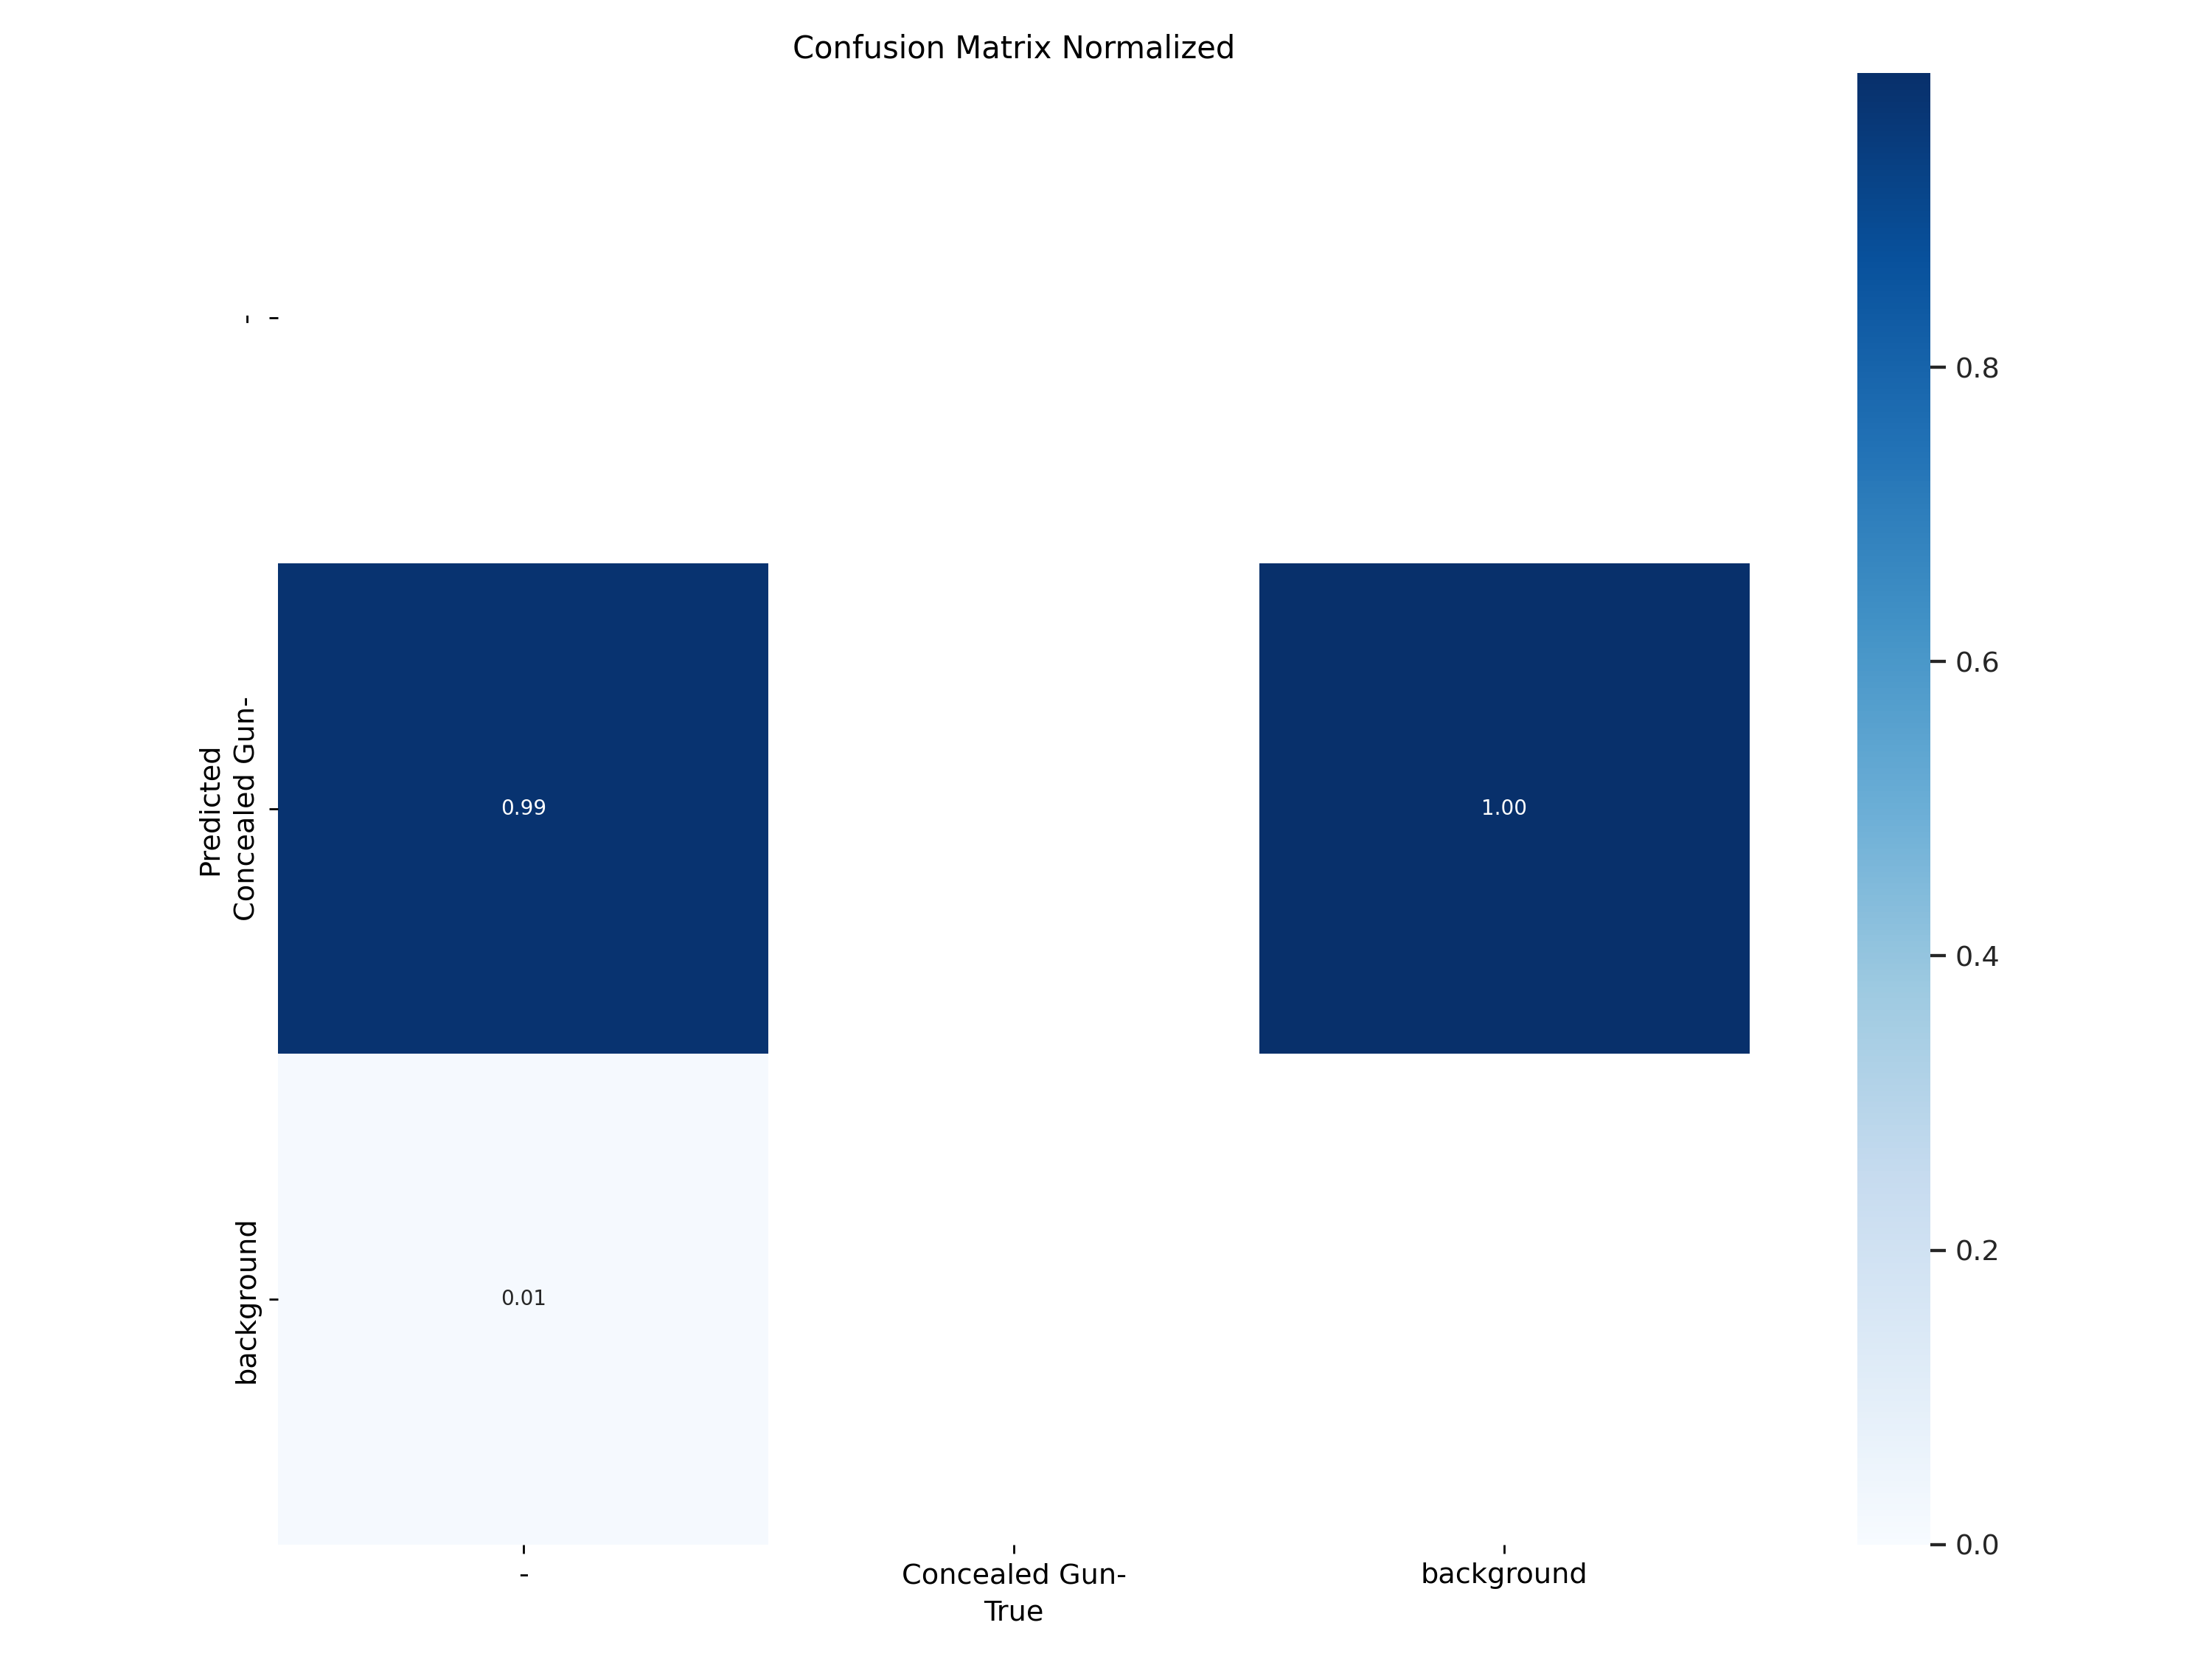 Confusion Matrix Normalized
-
Predicted
Concealed Gun-
background
0.99
1.00
0.01
-
Concealed Gun-
background
True
0.8
0.6
0.4
0.2
0.0